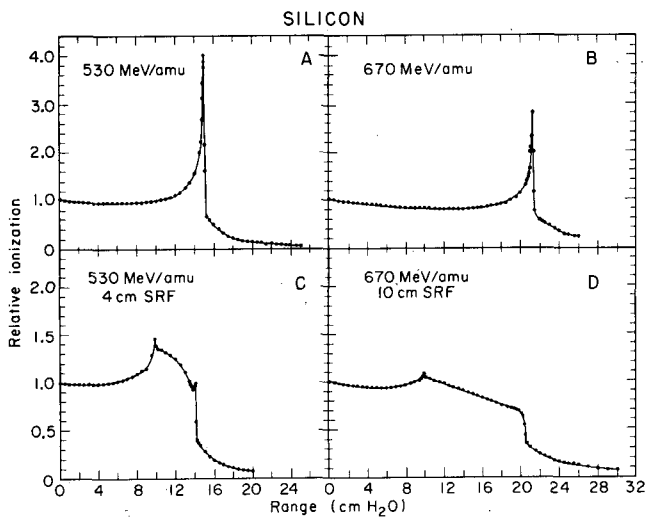 SILICON
Relative ionization
4.0
3.0
2.0
1.0
0
530 MeV/amu
A
670 MeV/amu
B
2.0
1.5
1.0
0.5
0
530 MeV/amu
4 cm SRF
C
670 MeV/amu
10 cm SRF
D
0 4 8 12 16 20 24
0 4 8 12 16 20 24 28 32
Range (cm H2O)